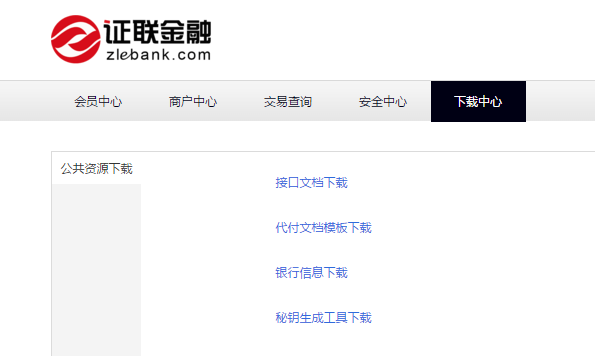 证联金融
zlebank.com
会员中心 商户中心 交易查询 安全中心 下载中心
公共资源下载
接口文档下载
代付文档模板下载
银行信息下载
秘钥生成工具下载